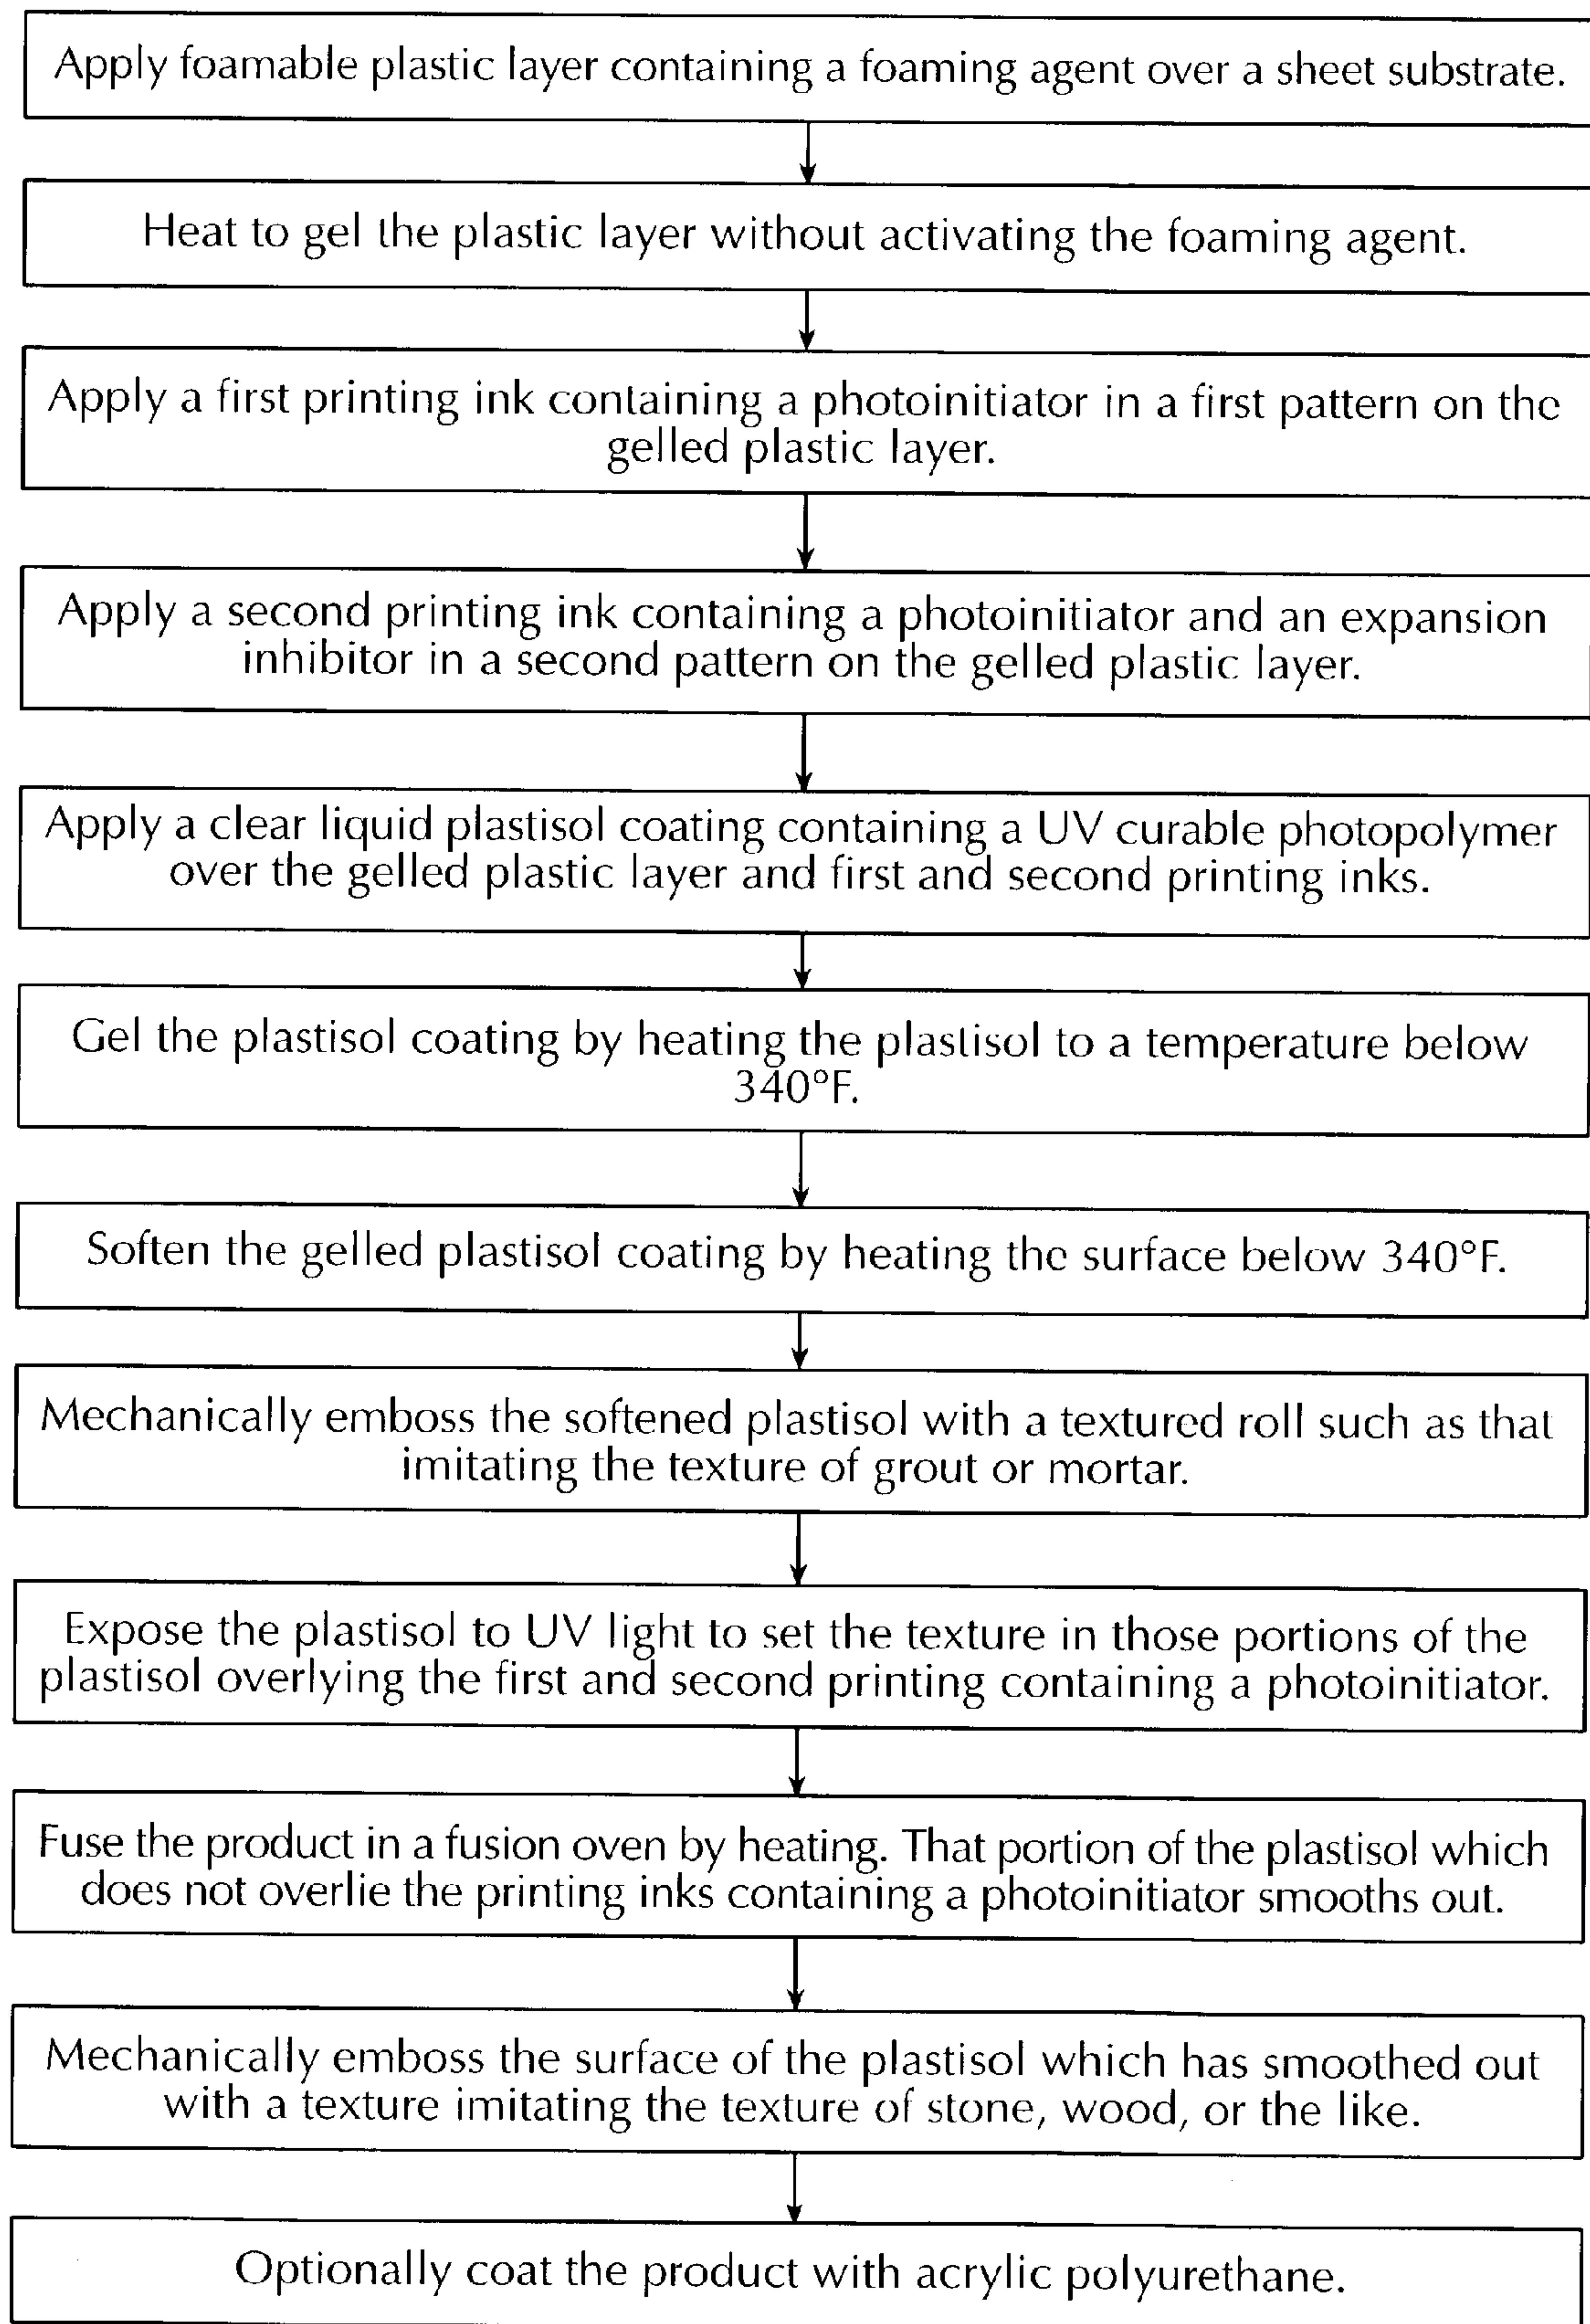 Apply foamable plastic layer containing a foaming agent over a sheet substrate.
Heat to gel the plastic layer without activating the foaming agent.
Apply a first printing ink containing a photoinitiator in a first pattern on the
gelled plastic layer.
Apply a second printing ink containing a photoinitiator and an expansion
inhibitor in a second pattern on the gelled plastic layer.
Apply a clear liquid plastisol coating containing a UV curable photopolymer
over the gelled plastic layer and first and second printing inks.
Gel the plastisol coating by heating the plastisol to a temperature below
340°F.
Soften the gelled plastisol coating by heating the surface below 340°F.
Mechanically emboss the softened plastisol with a textured roll such as that
imitating the texture of grout or mortar.
Expose the plastisol to UV light to set the texture in those portions of the
plastisol overlying the first and second printing containing a photoinitiator.
Fuse the product in a fusion oven by heating. That portion of the plastisol which
does not overlie the printing inks containing a photoinitiator smooths out.
Mechanically emboss the surface of the plastisol which has smoothed out
with a texture imitating the texture of stone, wood, or the like.
Optionally coat the product with acrylic polyurethane.